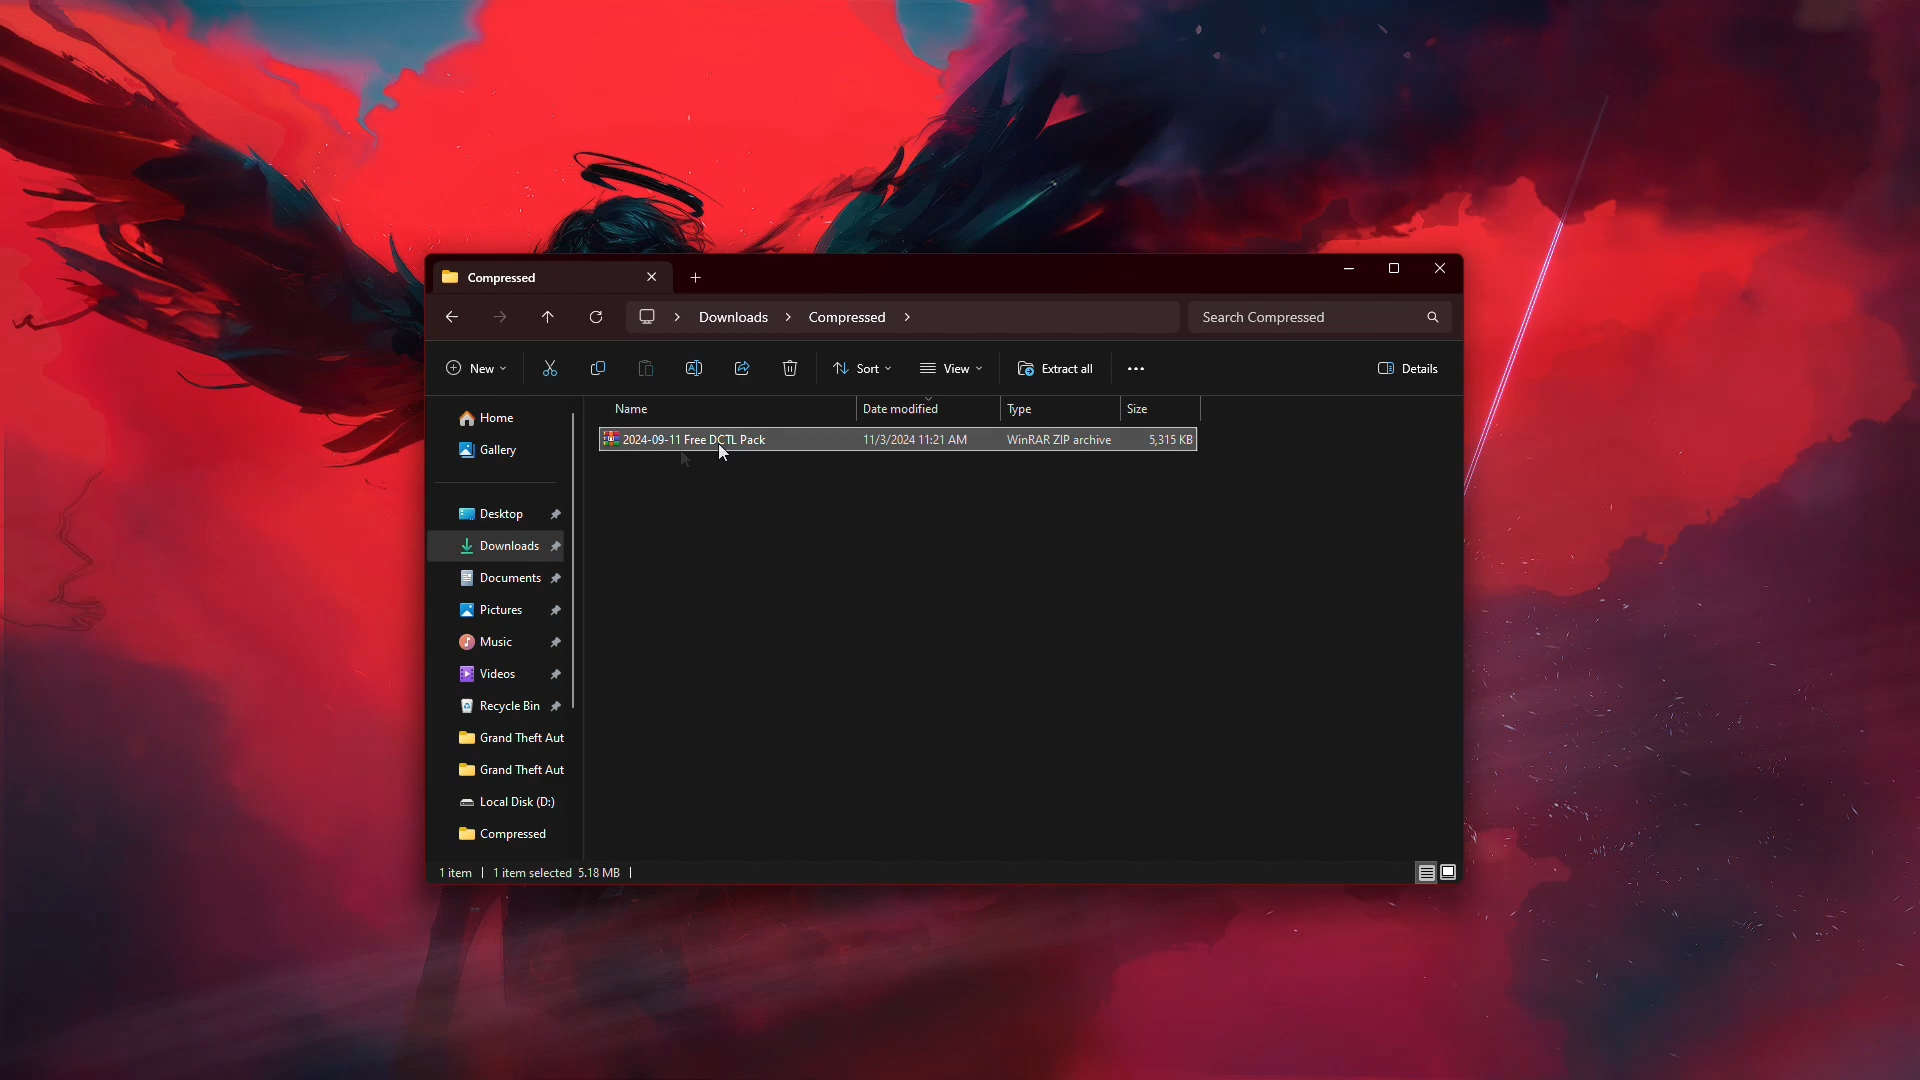 Compressed
Downloads
Compressed
Search Compressed
New
Sort
View
Extract all
Details
Home
Gallery
Desktop
Downloads
Documents
Pictures
Music
Videos
Recycle Bin
Grand Theft Aut
Grand Theft Aut
Local Disk (D:)
Compressed
Name Date modified Type Size
2024-09-11 Free DCTL Pack 11/3/2024 11:21 AM WinRAR ZIP archive 5,315 KB
1 item 1 item selected 5.18 MB